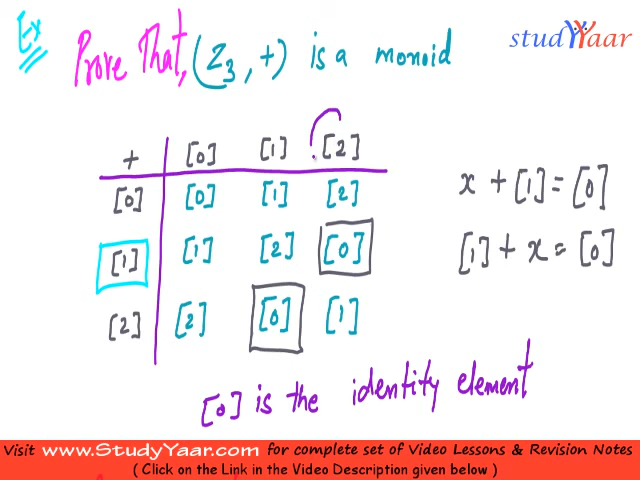 Ex
studYYaar
Prove That, (Z3, +) is a monoid
+ [0] [1] [2]
[0] [0] [1] [2]
[1] [1] [2] [0]
[2] [2] [0] [1]
x + [1] = [0]
[1] + x = [0]
[0] is the identity element
Visit www.StudyYaar.com for complete set of Video Lessons & Revision Notes
( Click on the Link in the Video Description given below )